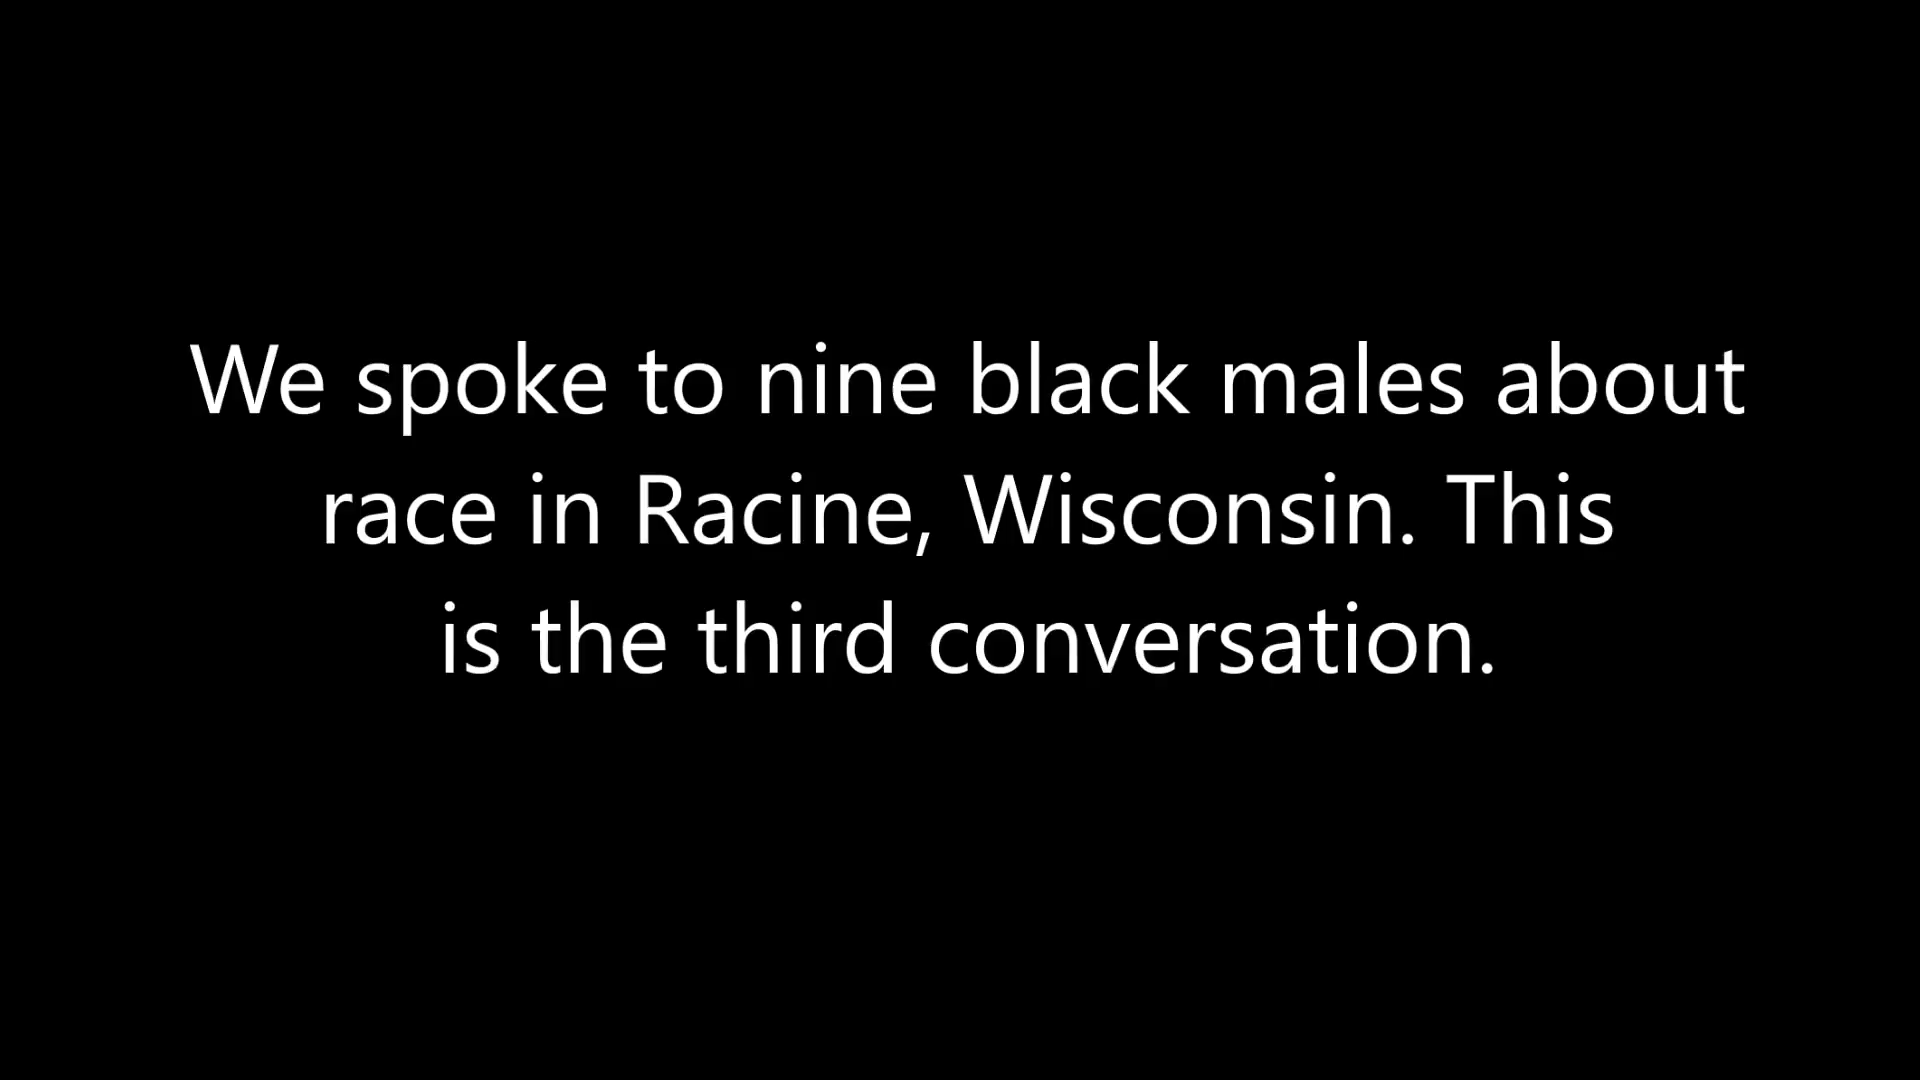 We spoke to nine black males about
race in Racine, Wisconsin. This
is the third conversation.